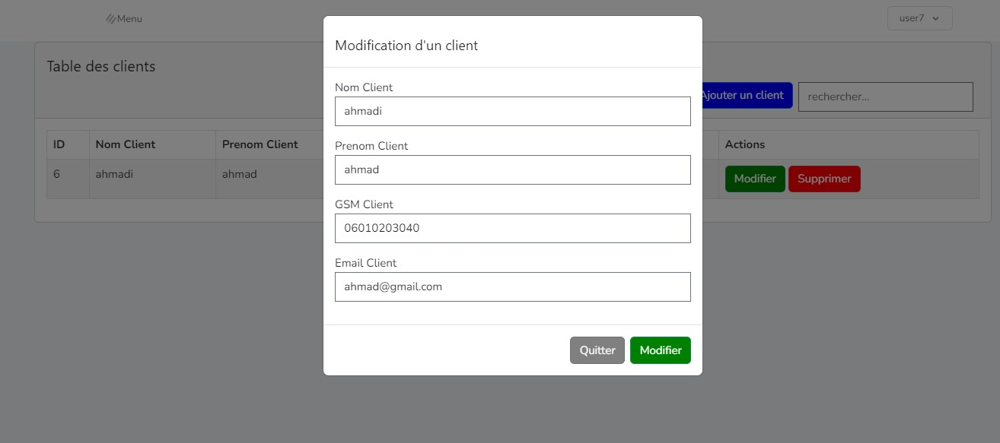 Menu
user7
Table des clients
Ajouter un client
rechercher...
ID
Nom Client
Prenom Client
Actions
6
ahmadi
ahmad
Modifier
Supprimer
Modification d'un client
Nom Client
ahmadi
Prenom Client
ahmad
GSM Client
06010203040
Email Client
ahmad@gmail.com
Quitter
Modifier